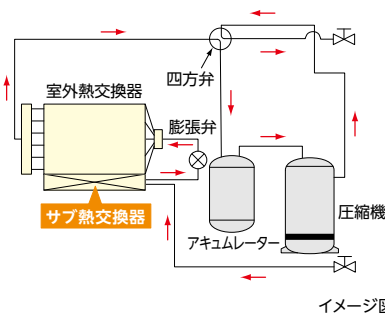 四方弁
室外熱交換器
膨張弁
サブ熱交換器
アキュムレーター
圧縮機
イメージ図